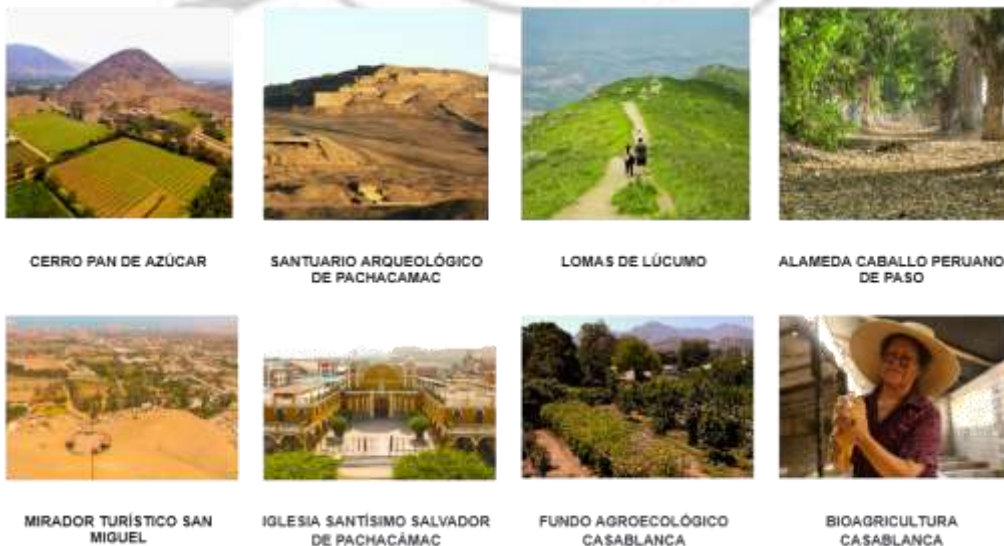 CERRO PAN DE AZÚCAR
SANTUARIO ARQUEOLÓGICO
DE PACHACAMAC
LOMAS DE LÚCUMO
ALAMEDA CABALLO PERUANO
DE PASO
MIRADOR TURÍSTICO SAN
MIGUEL
IGLESIA SANTÍSIMO SALVADOR
DE PACHACÁMAC
FUNDO AGROECOLÓGICO
CASABLANCA
BIOAGRICULTURA
CASABLANCA